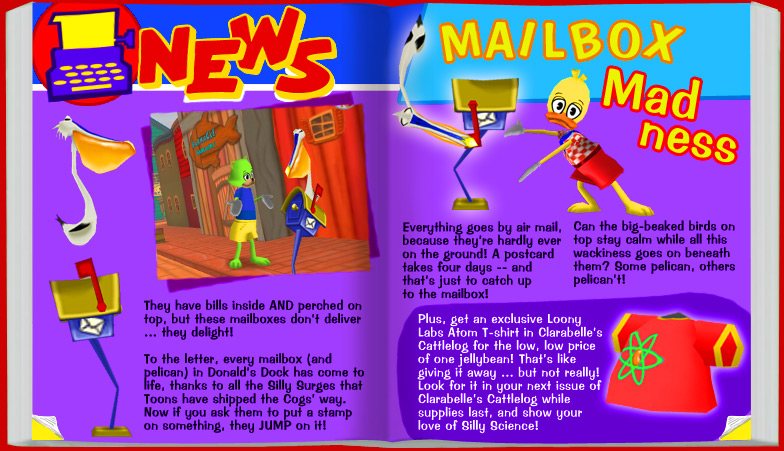 NEWS
They have bills inside AND perched on
top, but these mailboxes don't deliver
... they delight!
To the letter, every mailbox (and
pelican) in Donald's Dock has come to
life, thanks to all the Silly Surges that
Toons have shipped the Cogs' way.
Now if you ask them to put a stamp
on something, they JUMP on it!
MAILBOX
Mad
ness
Everything goes by air mail,
because they're hardly ever
on the ground! A postcard
takes four days -- and
that's just to catch up
to the mailbox!
Can the big-beaked birds on
top stay calm while all this
wackiness goes on beneath
them? Some pelican, others
pelican't!
Plus, get an exclusive Loony
Labs Atom T-shirt in Clarabelle's
Cattlelog for the low, low price
of one jellybean! That's like
giving it away ... but not really!
Look for it in your next issue of
Clarabelle's Cattlelog while
supplies last, and show your
love of Silly Science!